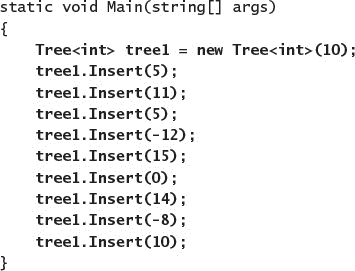 static void Main(string[] args)
{
    Tree<int> tree1 = new Tree<int>(10);
    tree1.Insert(5);
    tree1.Insert(11);
    tree1.Insert(5);
    tree1.Insert(-12);
    tree1.Insert(15);
    tree1.Insert(0);
    tree1.Insert(14);
    tree1.Insert(-8);
    tree1.Insert(10);
}